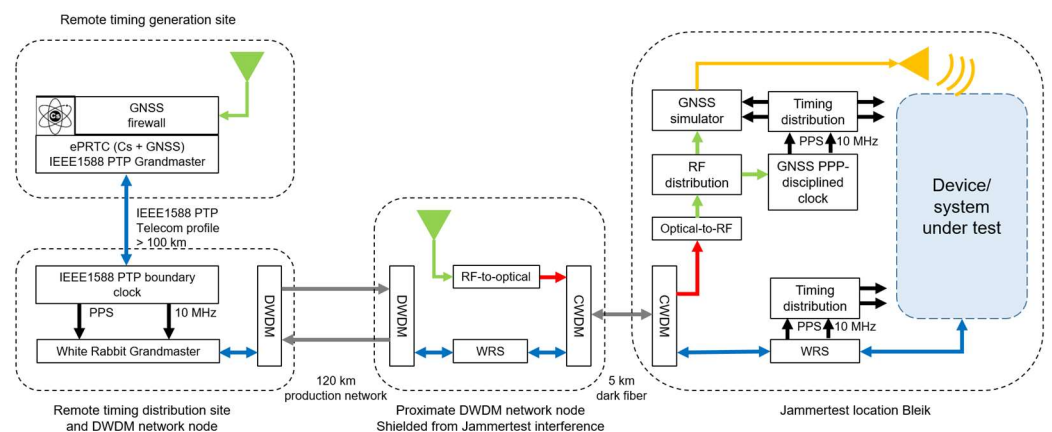 Remote timing generation site
Cs
GNSS
firewall
ePRTC (Cs + GNSS)
IEEE1588 PTP Grandmaster
IEEE1588 PTP
Telecom profile
> 100 km
IEEE1588 PTP boundary
clock
PPS
10 MHz
White Rabbit Grandmaster
DWDM
Remote timing distribution site
and DWDM network node
120 km
production network
DWDM
RF-to-optical
WRS
CWDM
Proximate DWDM network node
Shielded from Jammertest interference
5 km
dark fiber
CWDM
GNSS
simulator
Timing
distribution
PPS
10 MHz
RF
distribution
GNSS PPP-
disciplined
clock
Optical-to-RF
Timing
distribution
PPS
10 MHz
WRS
Device/
system
under test
Jammertest location Bleik